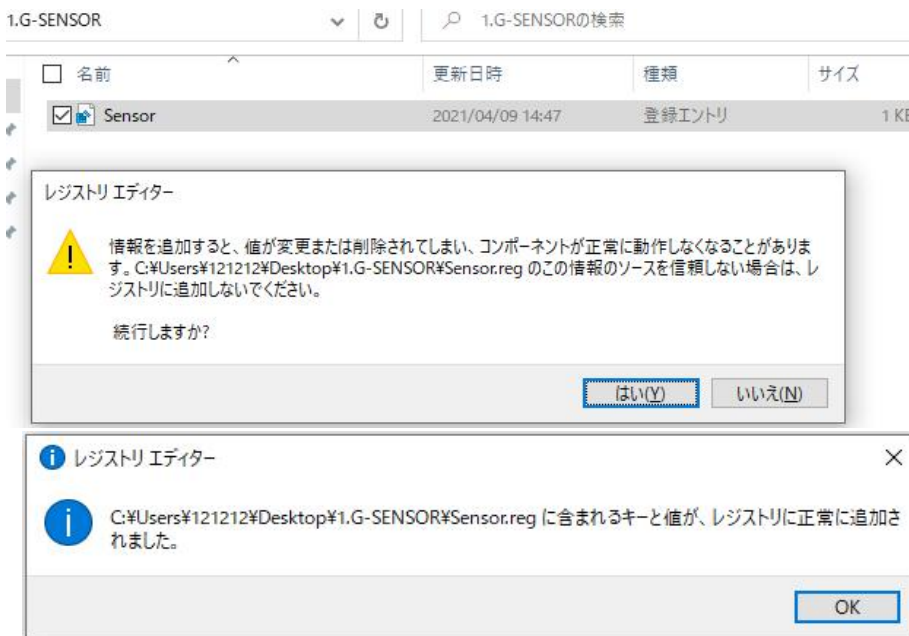 1.G-SENSOR
1.G-SENSORの検索
名前 更新日時 種類 サイズ
Sensor 2021/04/09 14:47 登録エントリ 1 KE
レジストリ エディター
情報を追加すると、値が変更または削除されてしまい、コンポーネントが正常に動作しなくなることがありま
す。C:¥Users¥121212¥Desktop¥1.G-SENSOR¥Sensor.reg のこの情報のソースを信頼しない場合は、レ
ジストリに追加しないでください。
続行しますか?
はい(Y) いいえ(N)
レジストリ エディター
C:¥Users¥121212¥Desktop¥1.G-SENSOR¥Sensor.reg に含まれるキーと値が、レジストリに正常に追加さ
れました。
OK